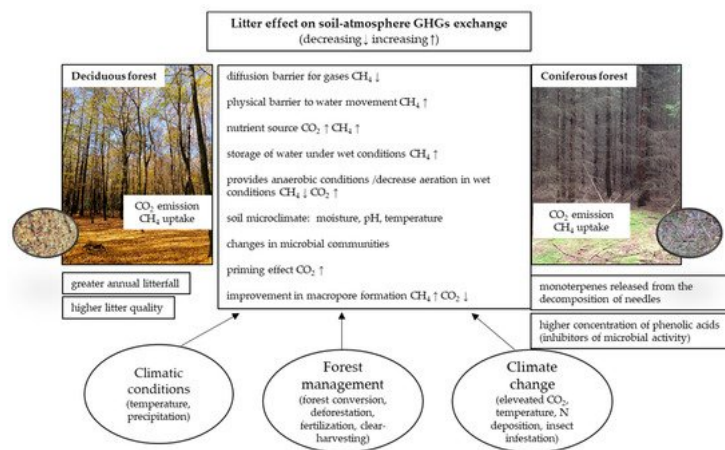 Litter effect on soil-atmosphere GHGs exchange
(decreasing↓ increasing↑)
Deciduous forest
CO₂ emission
CH₄ uptake
greater annual litterfall
higher litter quality
diffusion barrier for gases CH₄ ↓
physical barrier to water movement CH₄ ↑
nutrient source CO₂ ↑ CH₄ ↑
storage of water under wet conditions CH₄ ↑
provides anaerobic conditions /decrease aeration in wet
conditions CH₄ ↓ CO₂ ↑
soil microclimate: moisture, pH, temperature
changes in microbial communities
priming effect CO₂ ↑
improvement in macropore formation CH₄ ↑ CO₂ ↓
Coniferous forest
CO₂ emission
CH₄ uptake
monoterpenes released from the
decomposition of needles
higher concentration of phenolic acids
(inhibitors of microbial activity)
Climatic
conditions
(temperature,
precipitation)
Forest
management
(forest conversion,
deforestation,
fertilization, clear-
harvesting)
Climate
change
(eleveated CO₂,
temperature, N
deposition, insect
infestation)